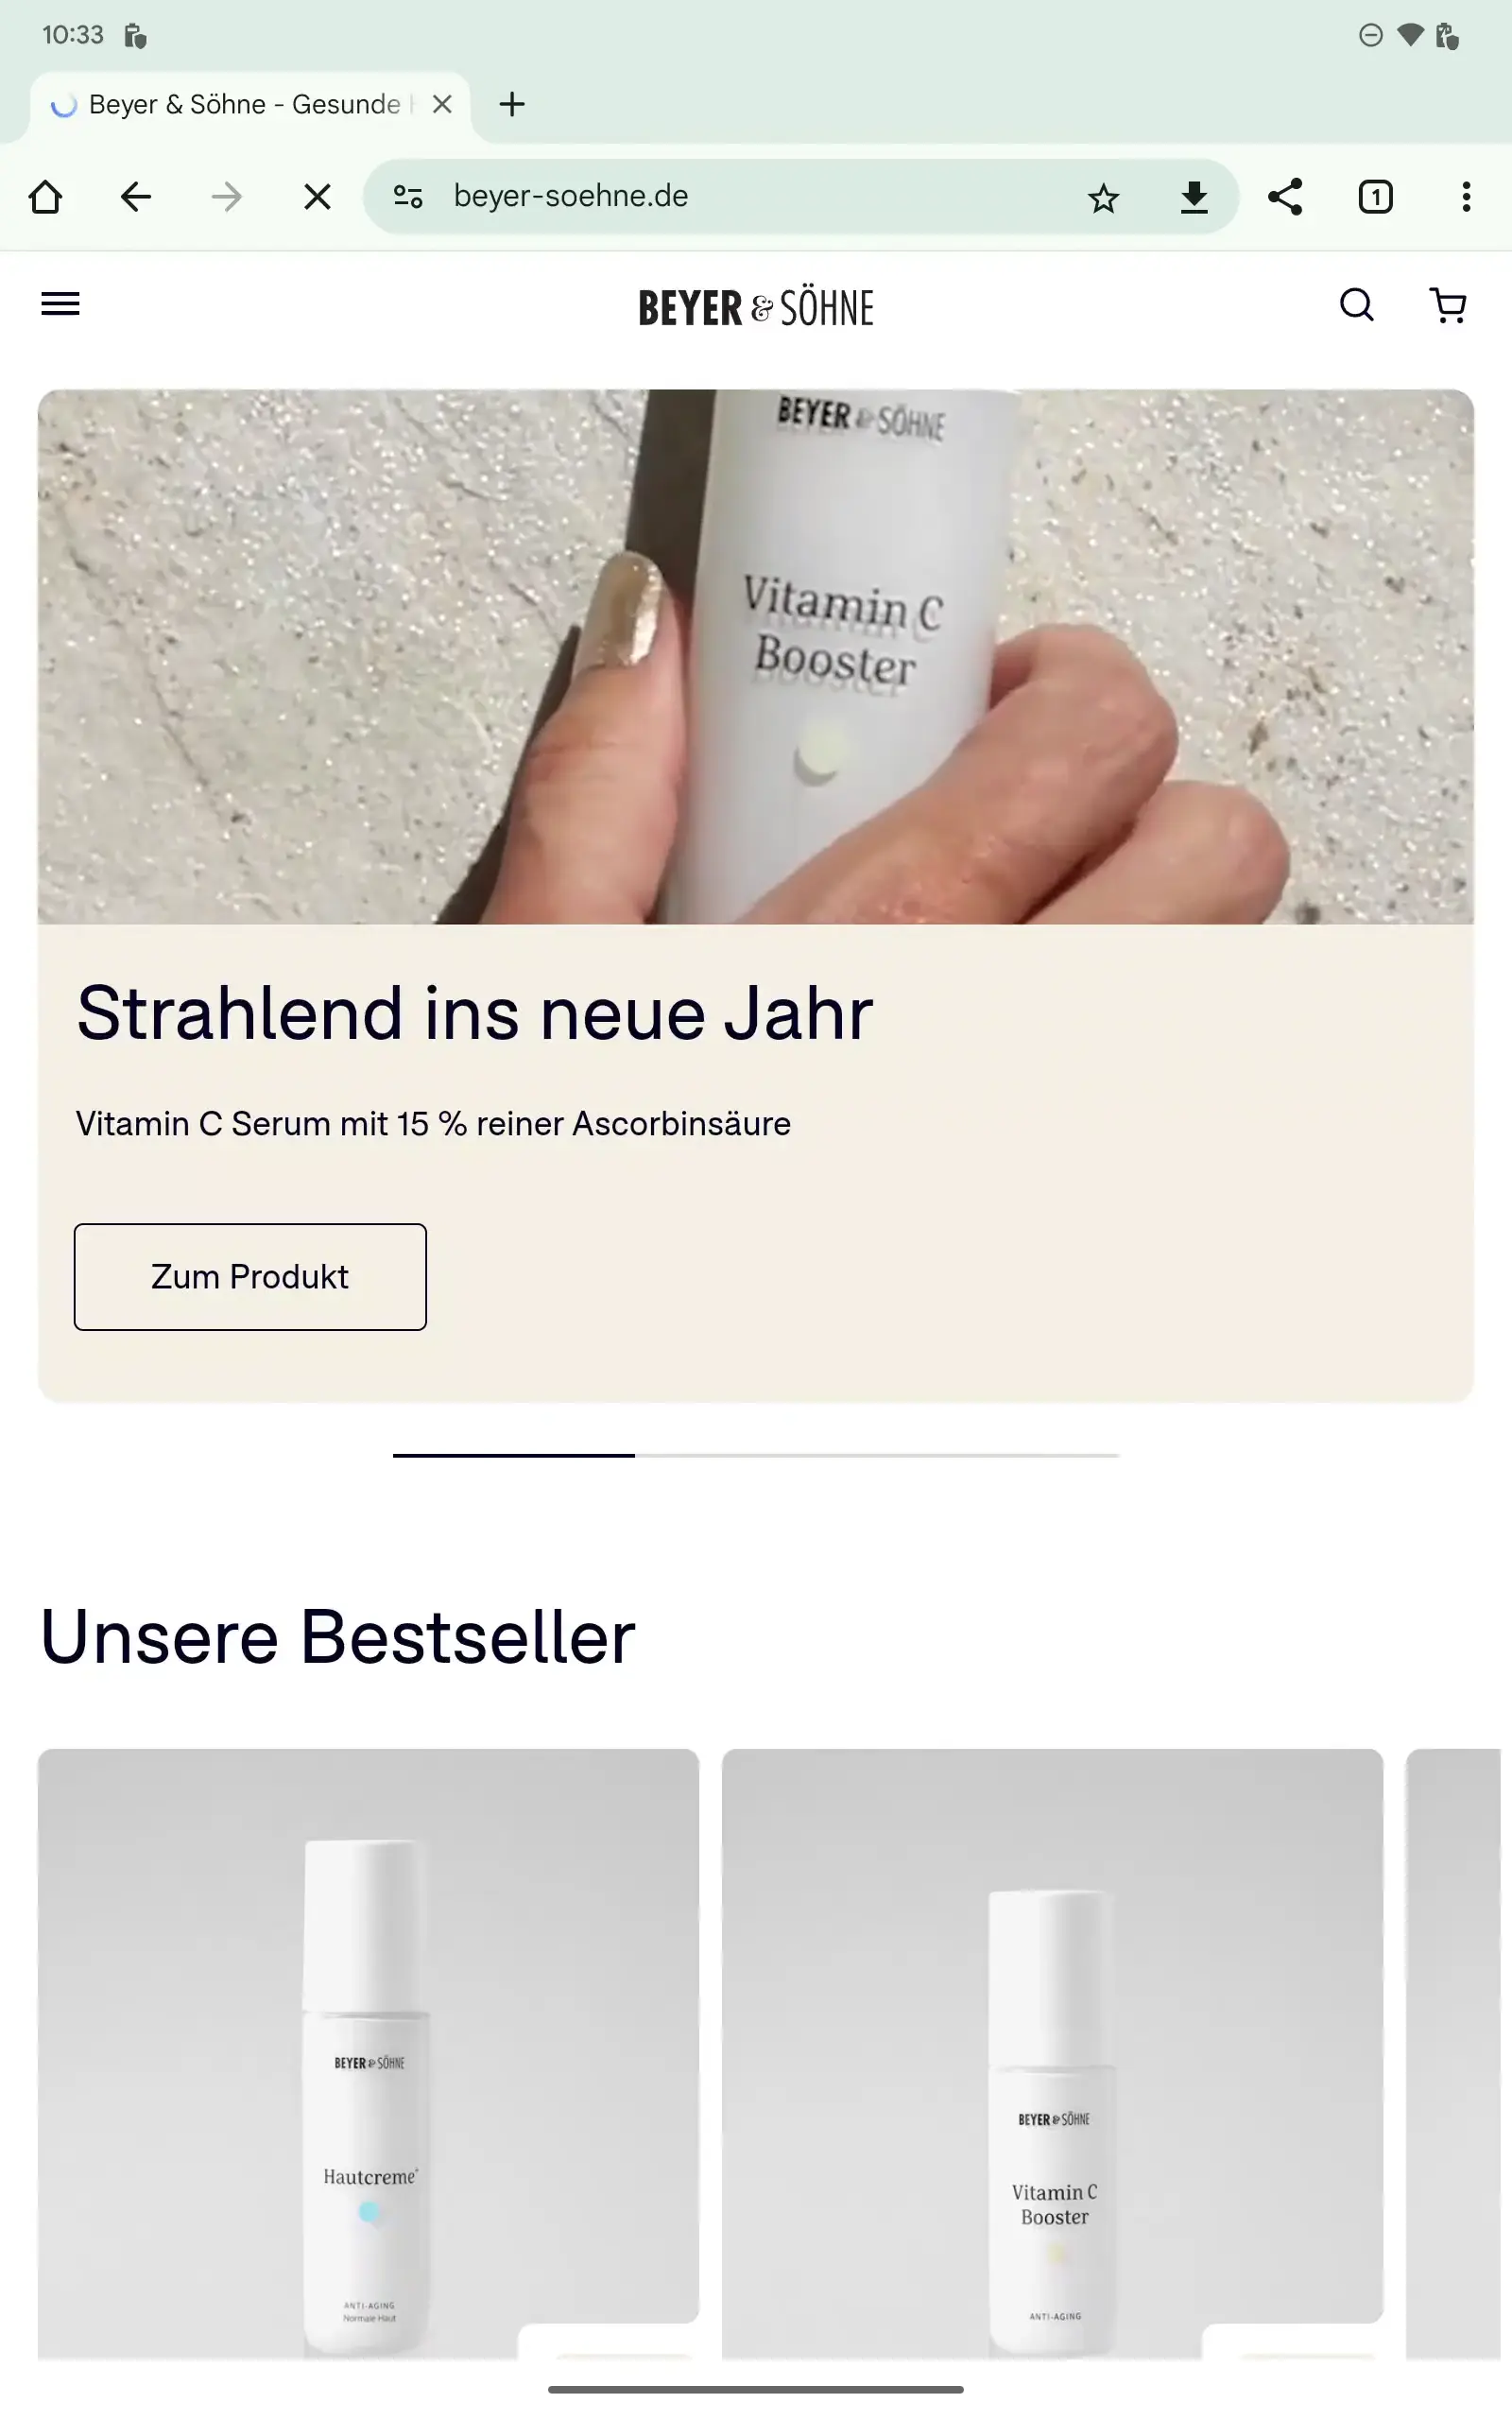 10:33
Beyer & Söhne - Gesunde
beyer-soehne.de
1
BEYER & SÖHNE
BEYER & SÖHNE
Vitamin C
Booster
Strahlend ins neue Jahr
Vitamin C Serum mit 15 % reiner Ascorbinsäure
Zum Produkt
Unsere Bestseller
BEYER & SÖHNE
Hautcreme+
ANTI-AGING
Normale Haut
BEYER & SÖHNE
Vitamin C
Booster
ANTI-AGING